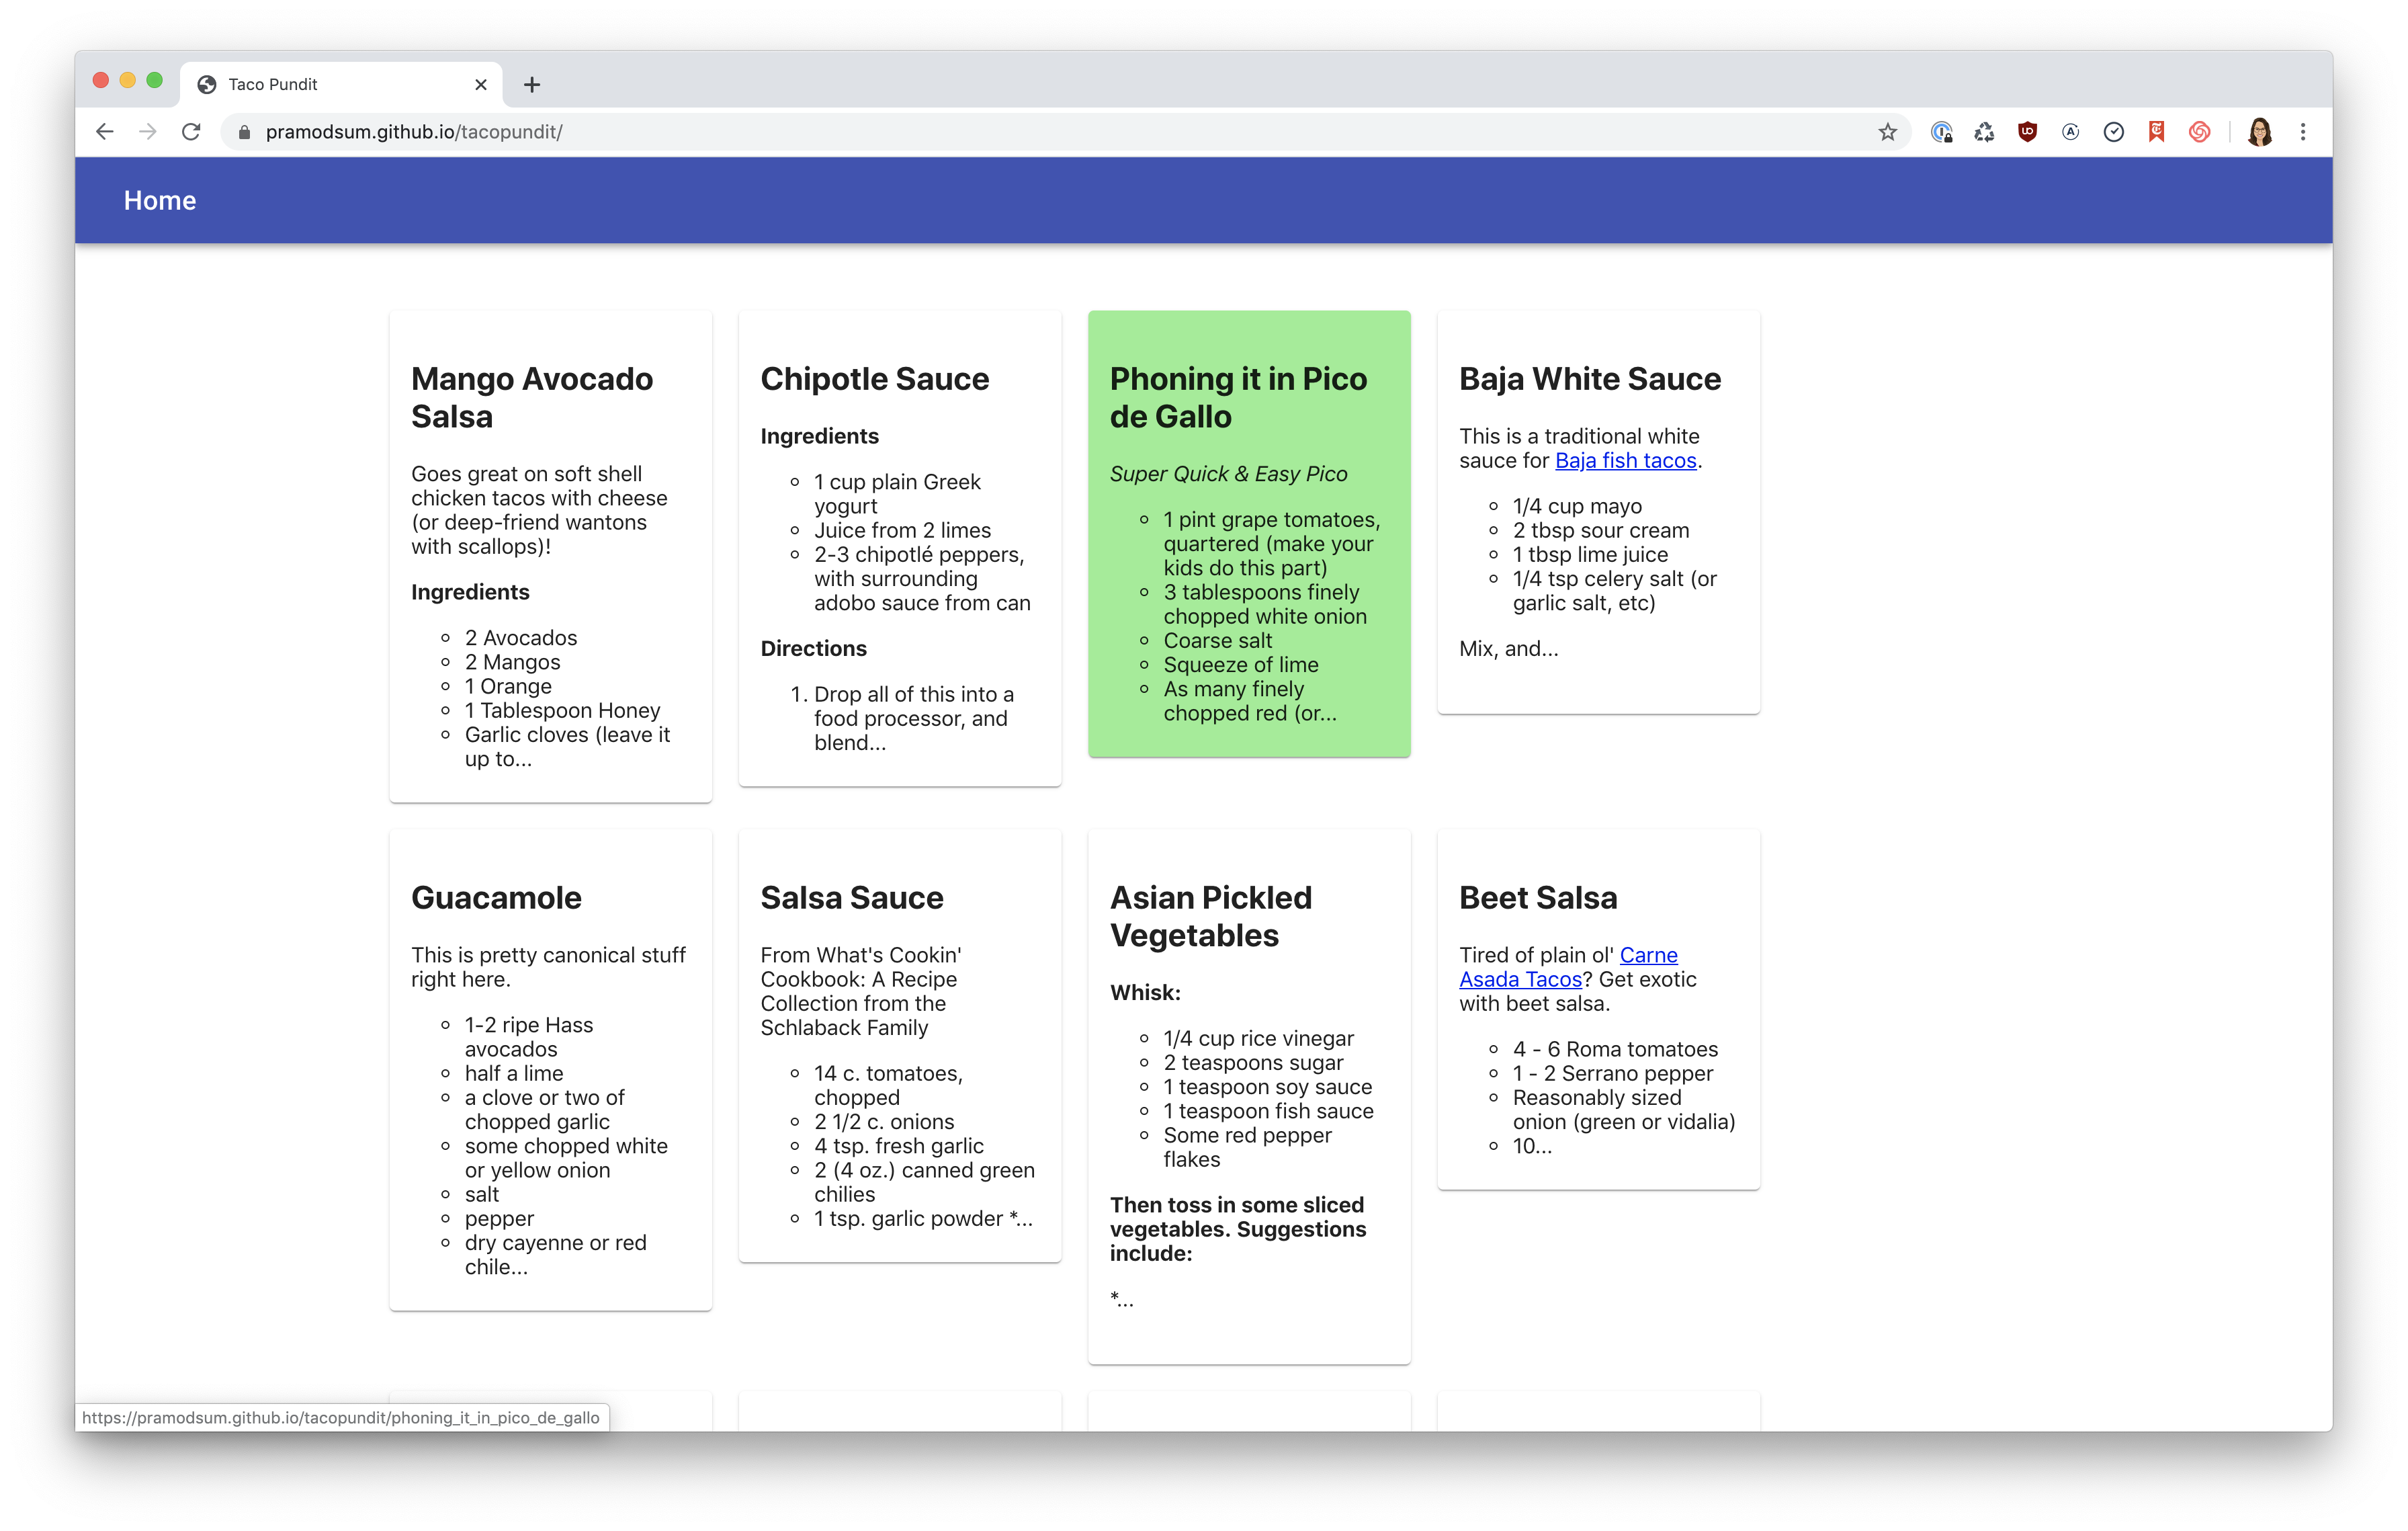 Taco Pundit
pramodsum.github.io/tacopundit/
Home
Mango Avocado
Salsa
Goes great on soft shell
chicken tacos with cheese
(or deep-friend wantons
with scallops)!
Ingredients
2 Avocados
2 Mangos
1 Orange
1 Tablespoon Honey
Garlic cloves (leave it
up to...
Chipotle Sauce
Ingredients
1 cup plain Greek
yogurt
Juice from 2 limes
2-3 chipotlé peppers,
with surrounding
adobo sauce from can
Directions
1. Drop all of this into a
food processor, and
blend...
Phoning it in Pico
de Gallo
Super Quick & Easy Pico
1 pint grape tomatoes,
quartered (make your
kids do this part)
3 tablespoons finely
chopped white onion
Coarse salt
Squeeze of lime
As many finely
chopped red (or...
Baja White Sauce
This is a traditional white
sauce for Baja fish tacos.
1/4 cup mayo
2 tbsp sour cream
1 tbsp lime juice
1/4 tsp celery salt (or
garlic salt, etc)
Mix, and...
Guacamole
This is pretty canonical stuff
right here.
1-2 ripe Hass
avocados
half a lime
a clove or two of
chopped garlic
some chopped white
or yellow onion
salt
pepper
dry cayenne or red
chile...
Salsa Sauce
From What's Cookin'
Cookbook: A Recipe
Collection from the
Schlaback Family
14 c. tomatoes,
chopped
2 1/2 c. onions
4 tsp. fresh garlic
2 (4 oz.) canned green
chilies
1 tsp. garlic powder *...
Asian Pickled
Vegetables
Whisk:
1/4 cup rice vinegar
2 teaspoons sugar
1 teaspoon soy sauce
1 teaspoon fish sauce
Some red pepper
flakes
Then toss in some sliced
vegetables. Suggestions
include:
*...
Beet Salsa
Tired of plain ol' Carne
Asada Tacos? Get exotic
with beet salsa.
4 - 6 Roma tomatoes
1 - 2 Serrano pepper
Reasonably sized
onion (green or vidalia)
10...
https://pramodsum.github.io/tacopundit/phoning_it_in_pico_de_gallo